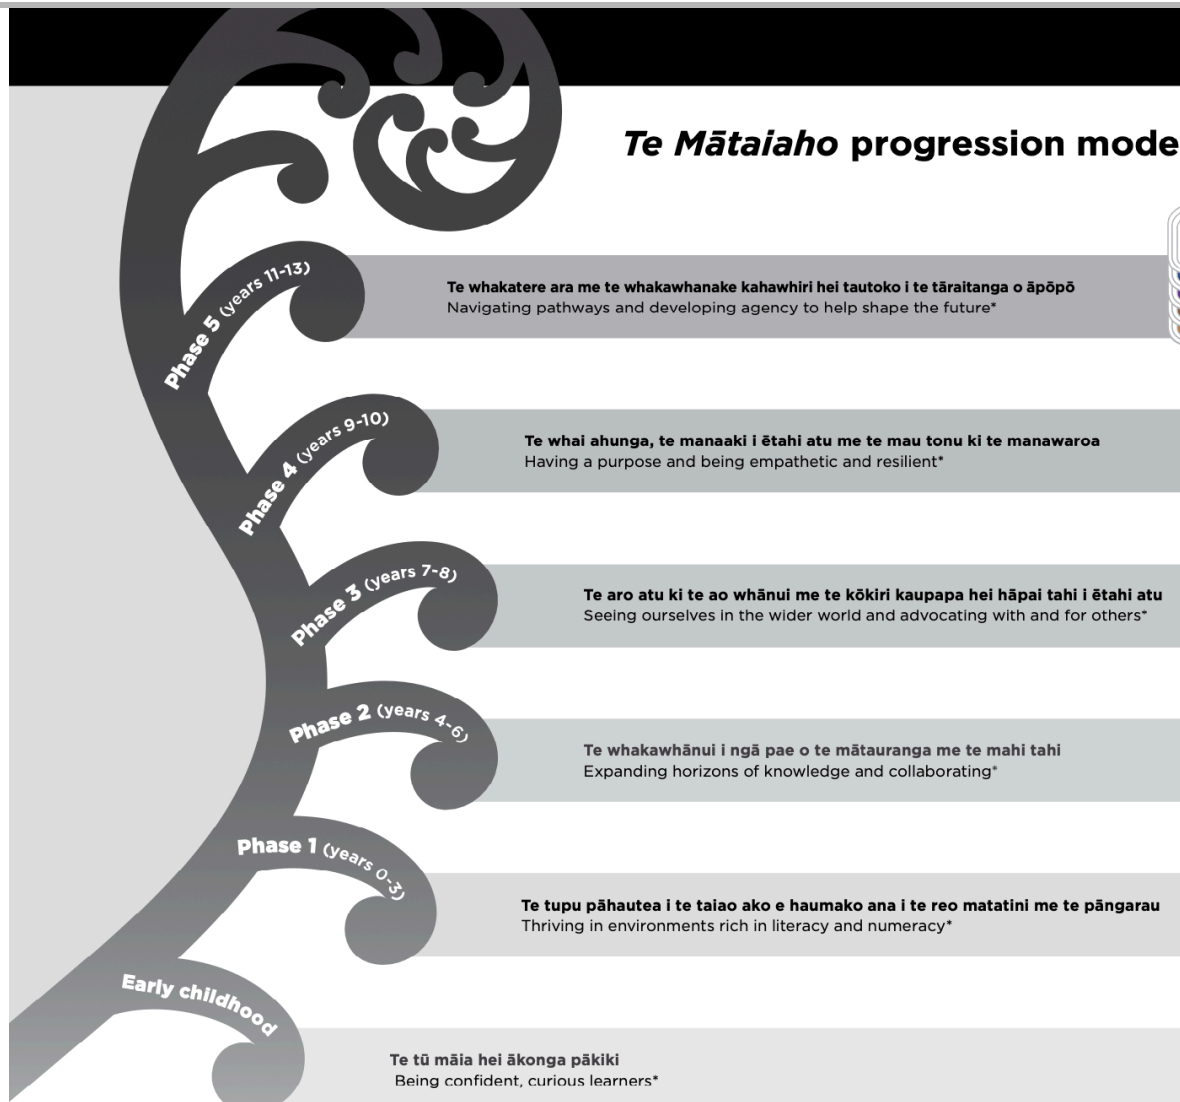 Te Mātaiaho progression mode
Phase 5 (years 11-13)
Te whakatere ara me te whakawhanake kahawhiri hei tautoko i te tāraitanga o āpōpō
Navigating pathways and developing agency to help shape the future*
Phase 4 (years 9-10)
Te whai ahunga, te manaaki i ētahi atu me te mau tonu ki te manawaroa
Having a purpose and being empathetic and resilient*
Phase 3 (years 7-8)
Te aro atu ki te ao whānui me te kōkiri kaupapa hei hāpai tahi i ētahi atu
Seeing ourselves in the wider world and advocating with and for others*
Phase 2 (years 4-6)
Te whakawhānui i ngā pae o te mātauranga me te mahi tahi
Expanding horizons of knowledge and collaborating*
Phase 1 (years 0-3)
Te tupu pāhautea i te taiao ako e haumako ana i te reo matatini me te pāngarau
Thriving in environments rich in literacy and numeracy*
Early childhood
Te tū māia hei ākonga pākiki
Being confident, curious learners*